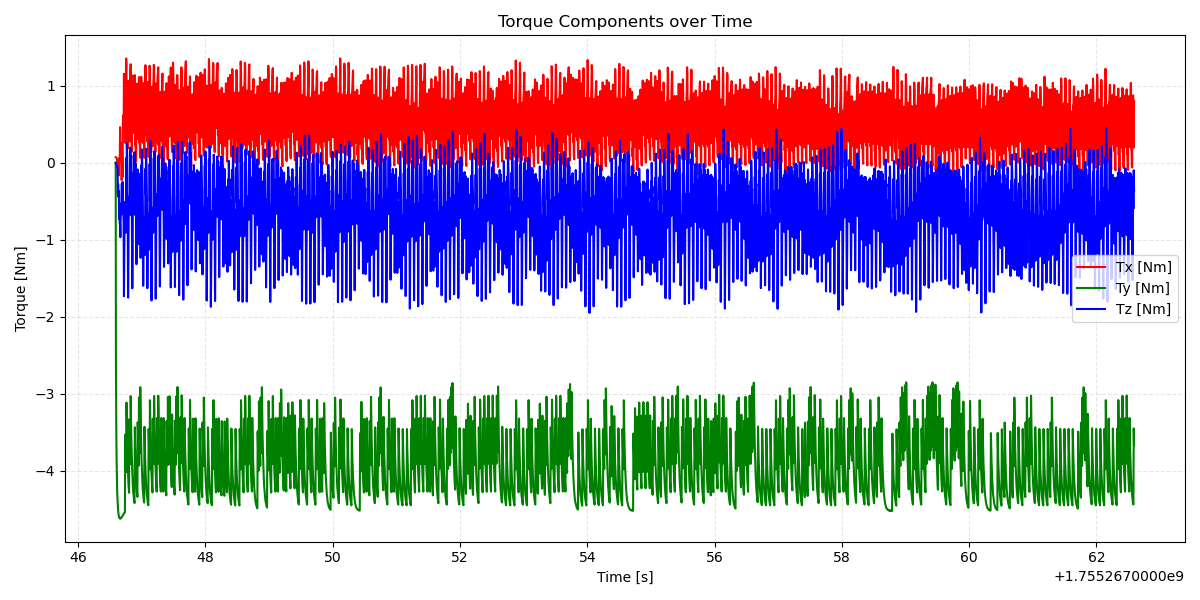 Torque Components over Time
Torque [Nm]
1
0
−1
−2
−3
−4
Tx [Nm]
Ty [Nm]
Tz [Nm]
46 48 50 52 54 56 58 60 62
Time [s]
+1.7552670000e9